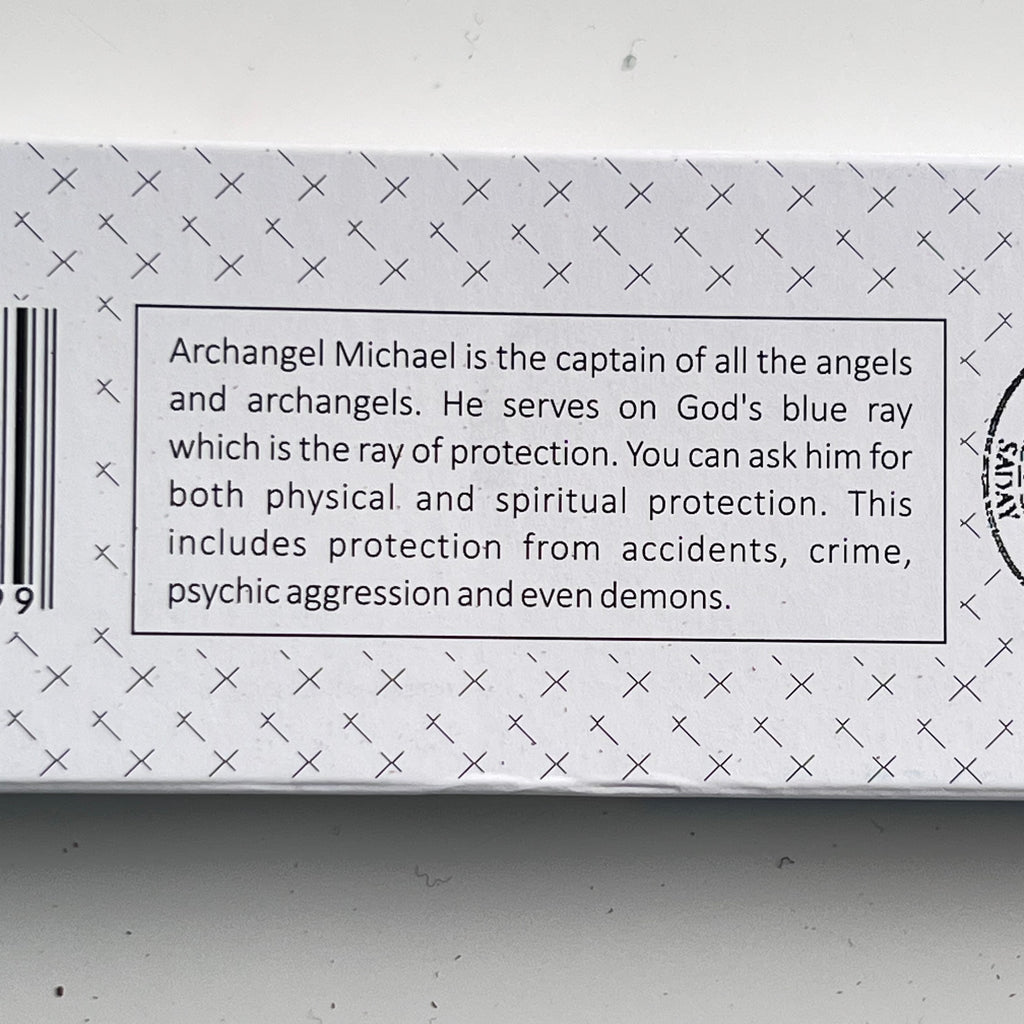 Archangel Michael is the captain of all the angels
and archangels. He serves on God's blue ray
which is the ray of protection. You can ask him for
both physical and spiritual protection. This
includes protection from accidents, crime,
psychic aggression and even demons.
9
SADAY